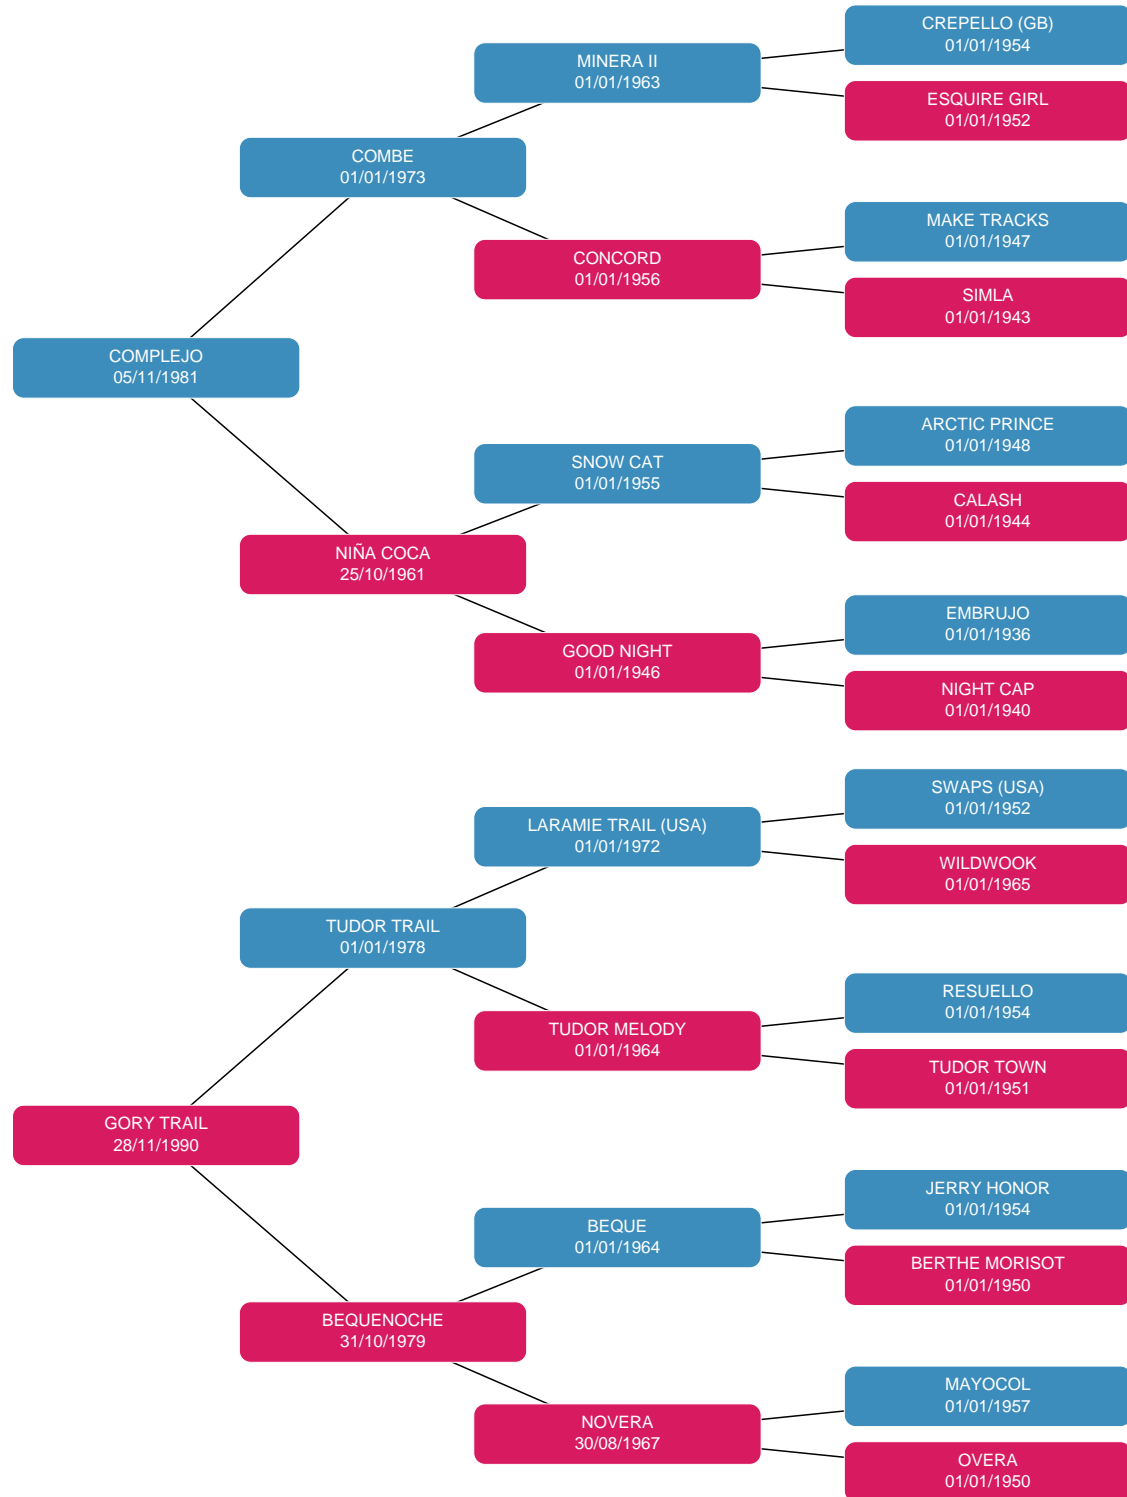 CREPELLO (GB)
01/01/1954
MINERA II
01/01/1963
ESQUIRE GIRL
01/01/1952
COMBE
01/01/1973
MAKE TRACKS
01/01/1947
CONCORD
01/01/1956
SIMLA
01/01/1943
COMPLEJO
05/11/1981
ARCTIC PRINCE
01/01/1948
SNOW CAT
01/01/1955
CALASH
01/01/1944
NIÑA COCA
25/10/1961
EMBRUJO
01/01/1936
GOOD NIGHT
01/01/1946
NIGHT CAP
01/01/1940
SWAPS (USA)
01/01/1952
LARAMIE TRAIL (USA)
01/01/1972
WILDWOOK
01/01/1965
TUDOR TRAIL
01/01/1978
RESUELLO
01/01/1954
TUDOR MELODY
01/01/1964
TUDOR TOWN
01/01/1951
GORY TRAIL
28/11/1990
JERRY HONOR
01/01/1954
BEQUE
01/01/1964
BERTHE MORISOT
01/01/1950
BEQUENOCHE
31/10/1979
MAYOCOL
01/01/1957
NOVERA
30/08/1967
OVERA
01/01/1950